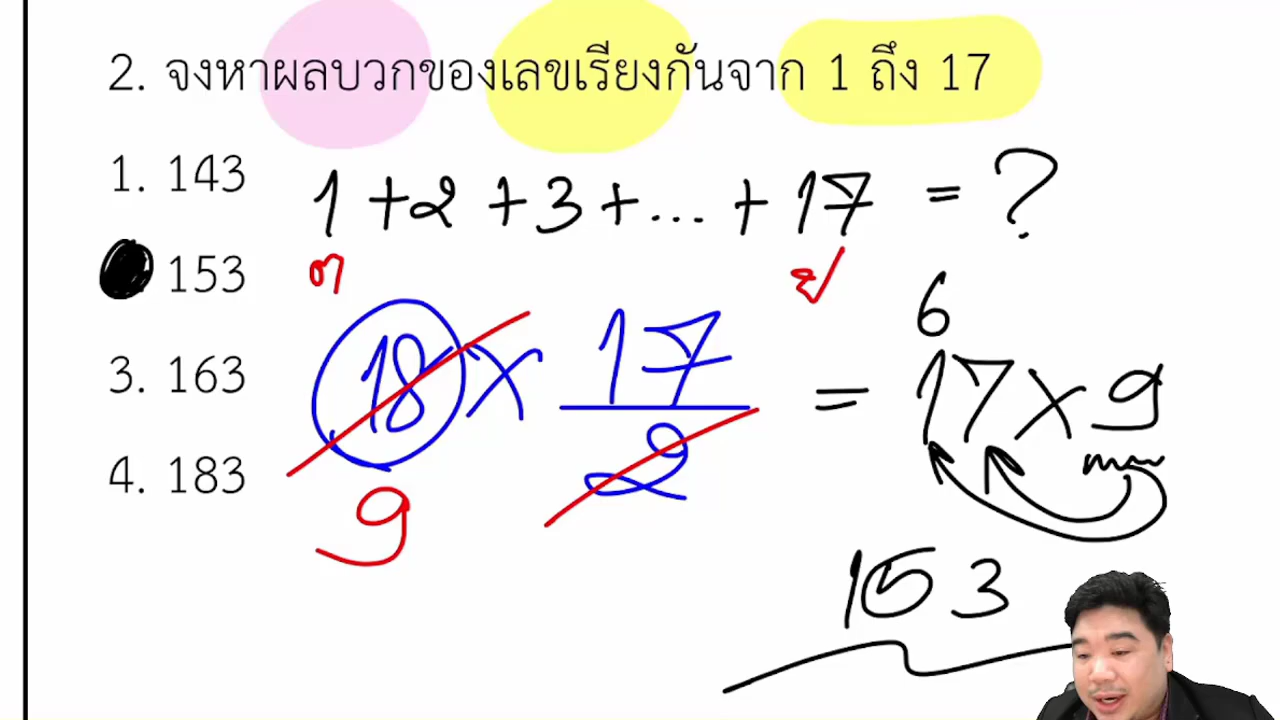 2. จงหาผลบวกของเลขเรียงกันจาก 1 ถึง 17
1. 143
1 + 2 + 3 + ... + 17 = ?
153
ต
ป
3. 163
18 × 17/2 = 17 × 9
6
4. 183
9
153